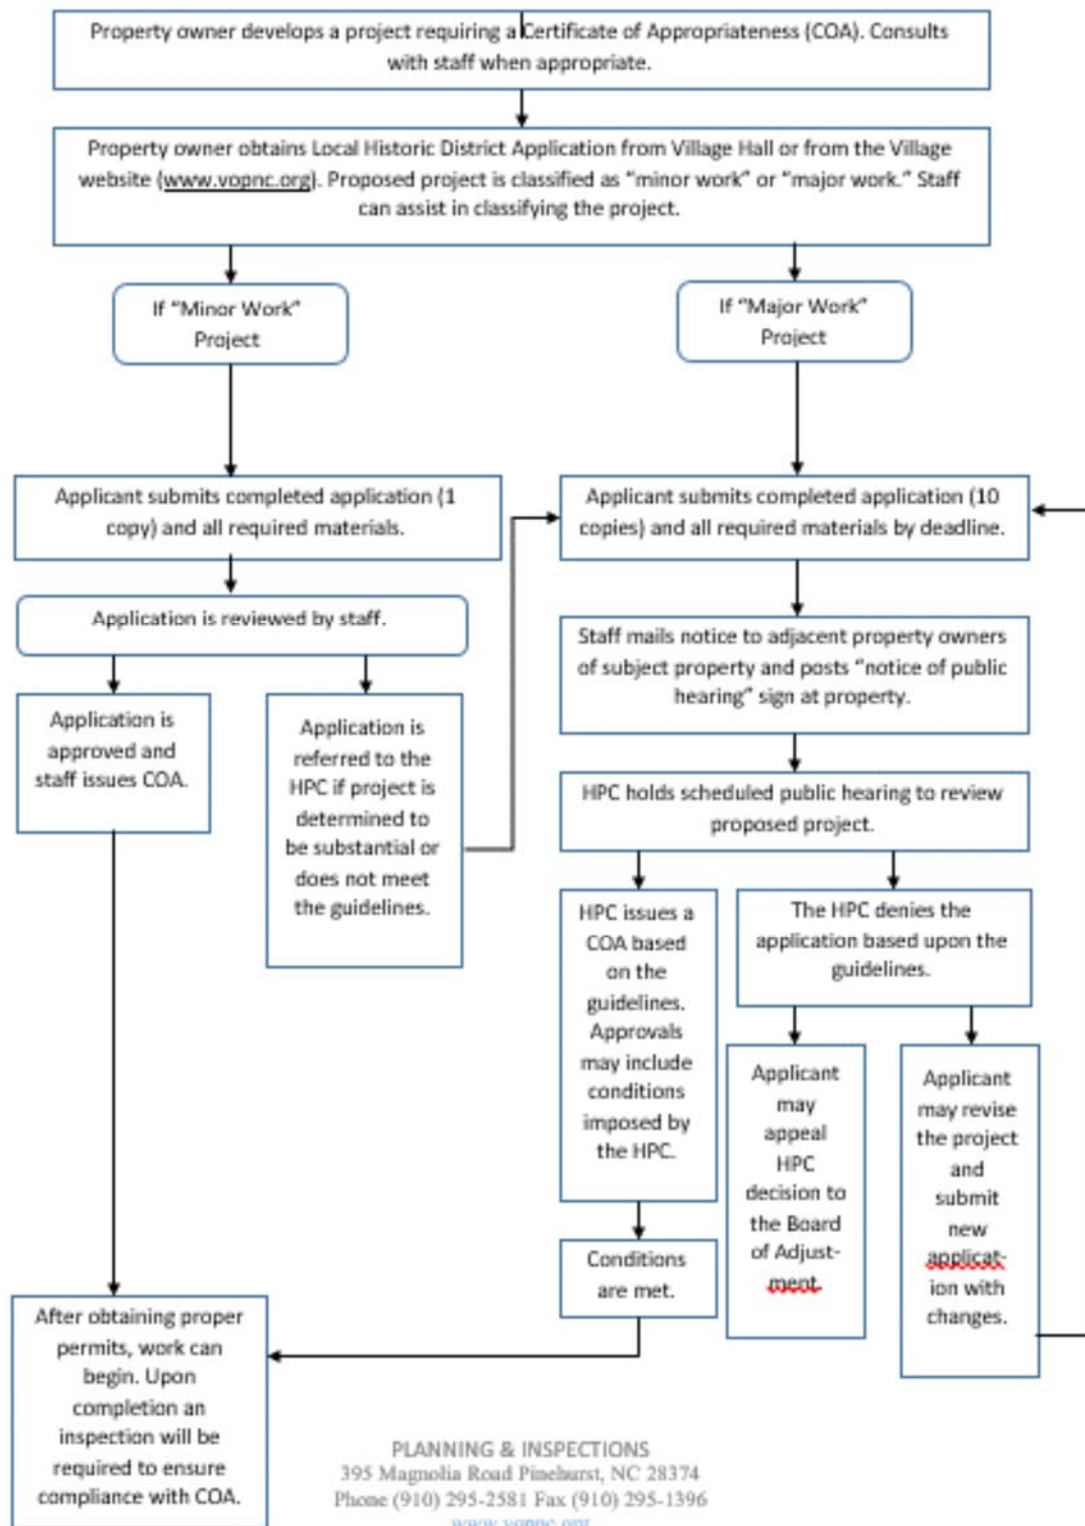 Property owner develops a project requiring a Certificate of Appropriateness (COA). Consults
with staff when appropriate.
Property owner obtains Local Historic District Application from Village Hall or from the Village
website (www.vopnc.org). Proposed project is classified as “minor work” or “major work.” Staff
can assist in classifying the project.
If “Minor Work”
Project
If “Major Work”
Project
Applicant submits completed application (1
copy) and all required materials.
Applicant submits completed application (10
copies) and all required materials by deadline.
Application is reviewed by staff.
Staff mails notice to adjacent property owners
of subject property and posts “notice of public
hearing” sign at property.
Application is
approved and
staff issues COA.
Application is
referred to the
HPC if project is
determined to
be substantial or
does not meet
the guidelines.
HPC holds scheduled public hearing to review
proposed project.
HPC issues a
COA based
on the
guidelines.
Approvals
may include
conditions
imposed by
the HPC.
The HPC denies the
application based upon the
guidelines.
Applicant
may
appeal
HPC
decision to
the Board
of Adjust-
ment.
Applicant
may revise
the project
and
submit
new
applicat-
ion with
changes.
Conditions
are met.
After obtaining proper
permits, work can
begin. Upon
completion an
inspection will be
required to ensure
compliance with COA.
PLANNING & INSPECTIONS
395 Magnolia Road Pinehurst, NC 28374
Phone (910) 295-2581 Fax (910) 295-1396
www.vopnc.org